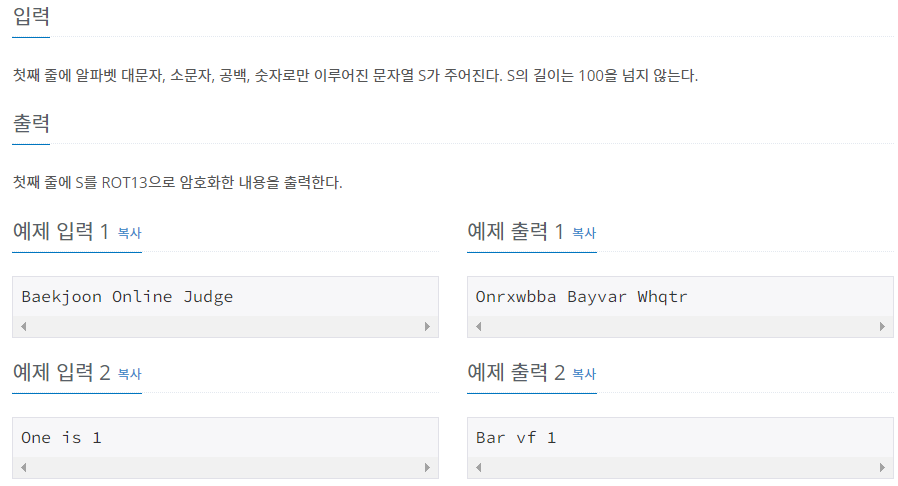 입력
첫째 줄에 알파벳 대문자, 소문자, 공백, 숫자로만 이루어진 문자열 S가 주어진다. S의 길이는 100을 넘지 않는다.
출력
첫째 줄에 S를 ROT13으로 암호화한 내용을 출력한다.
예제 입력 1 복사
Baekjoon Online Judge
예제 출력 1 복사
Onrxwbba Bayvar Whqtr
예제 입력 2 복사
One is 1
예제 출력 2 복사
Bar vf 1